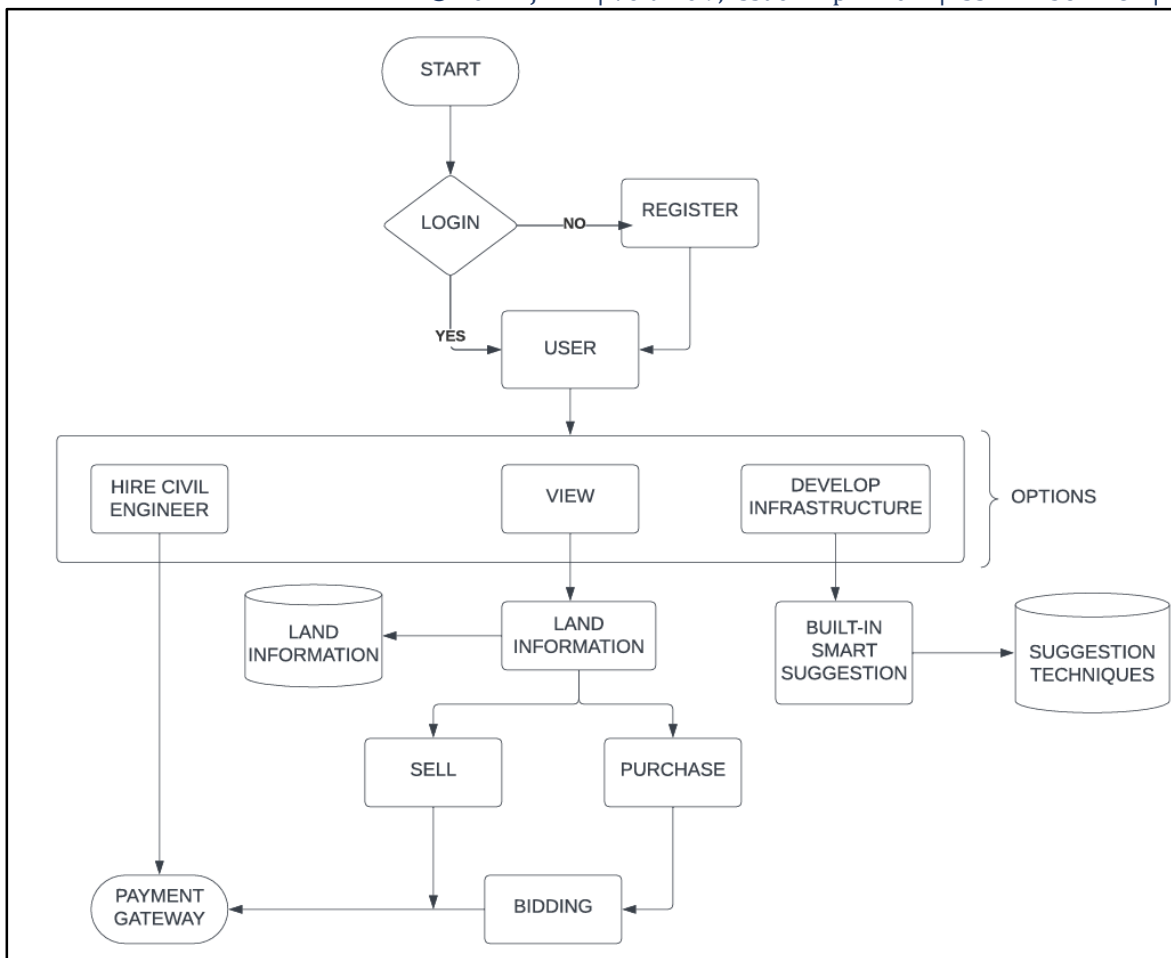 START
LOGIN
NO
REGISTER
YES
USER
HIRE CIVIL
ENGINEER
VIEW
DEVELOP
INFRASTRUCTURE
OPTIONS
LAND
INFORMATION
LAND
INFORMATION
BUILT-IN
SMART
SUGGESTION
SUGGESTION
TECHNIQUES
SELL
PURCHASE
PAYMENT
GATEWAY
BIDDING